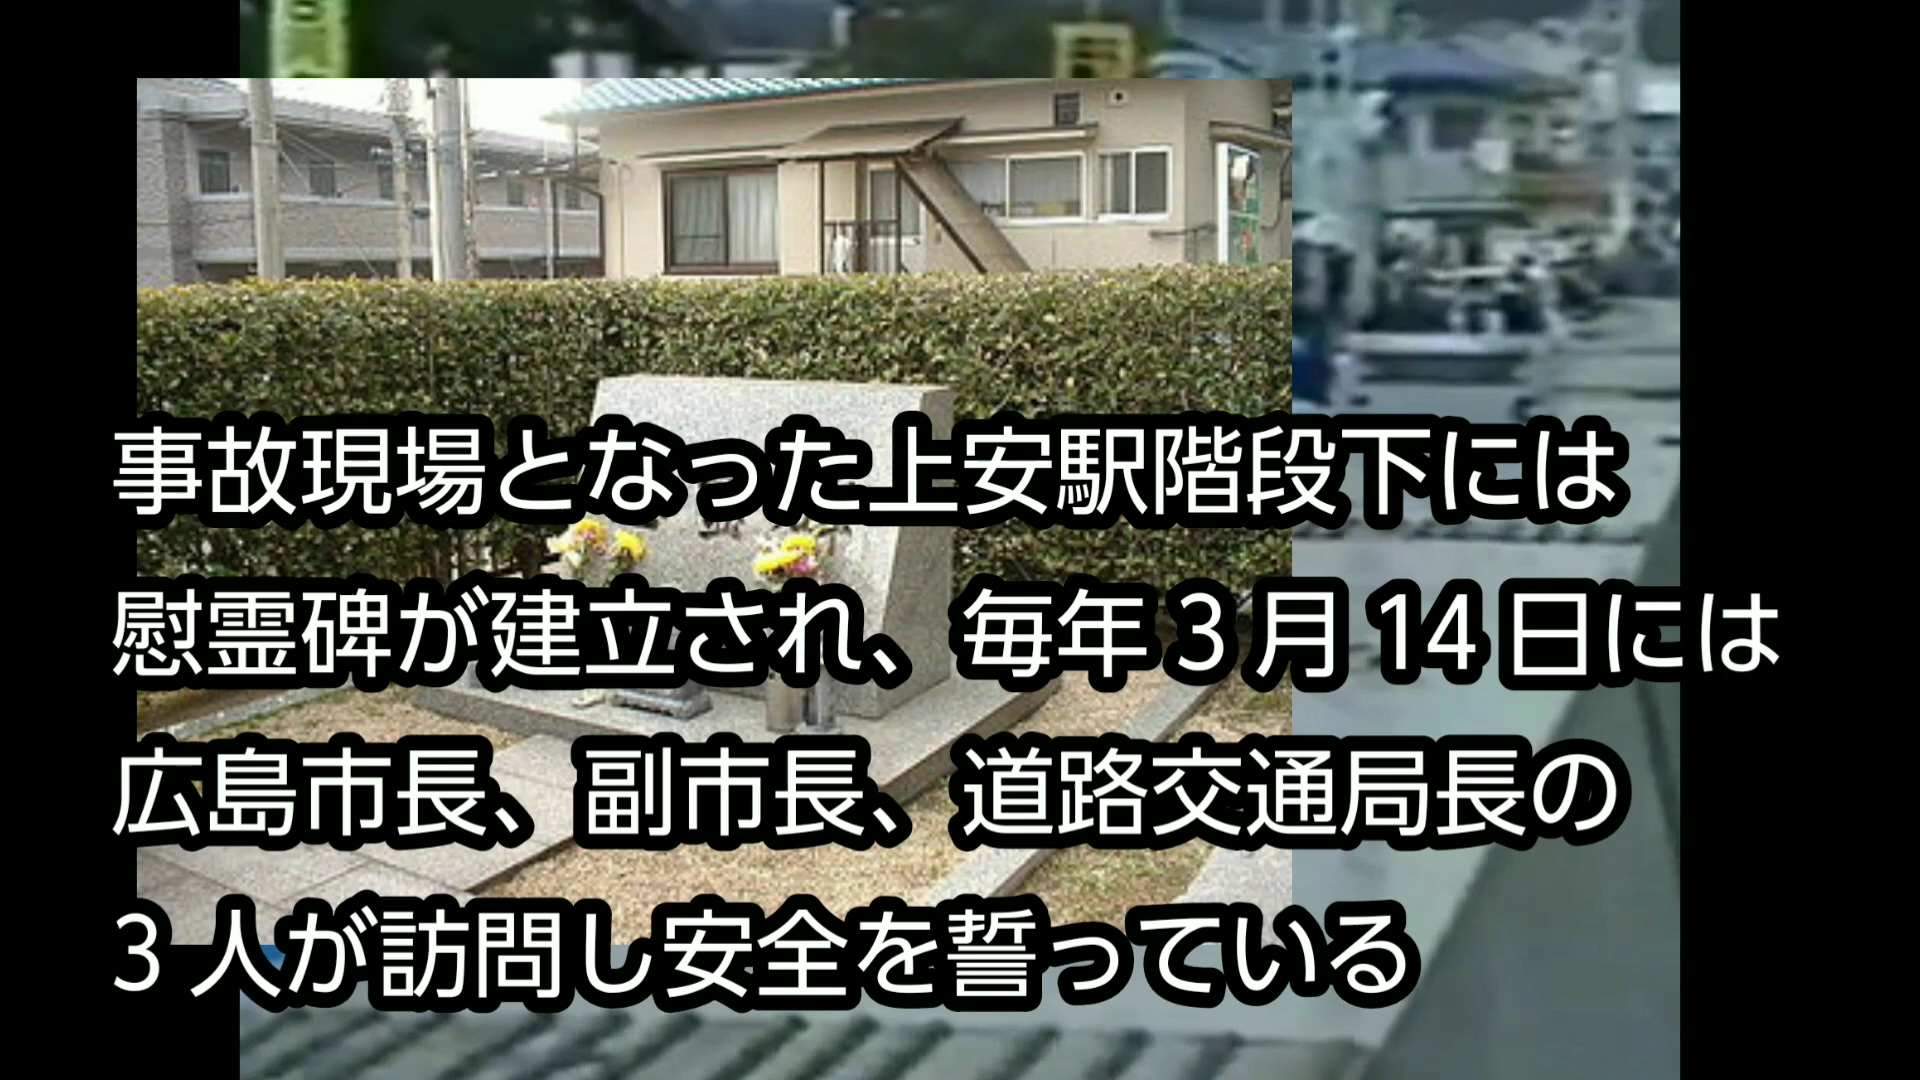 事故現場となった上安駅階段下には
慰霊碑が建立され、毎年3月14日には
広島市長、副市長、道路交通局長の
3人が訪問し安全を誓っている